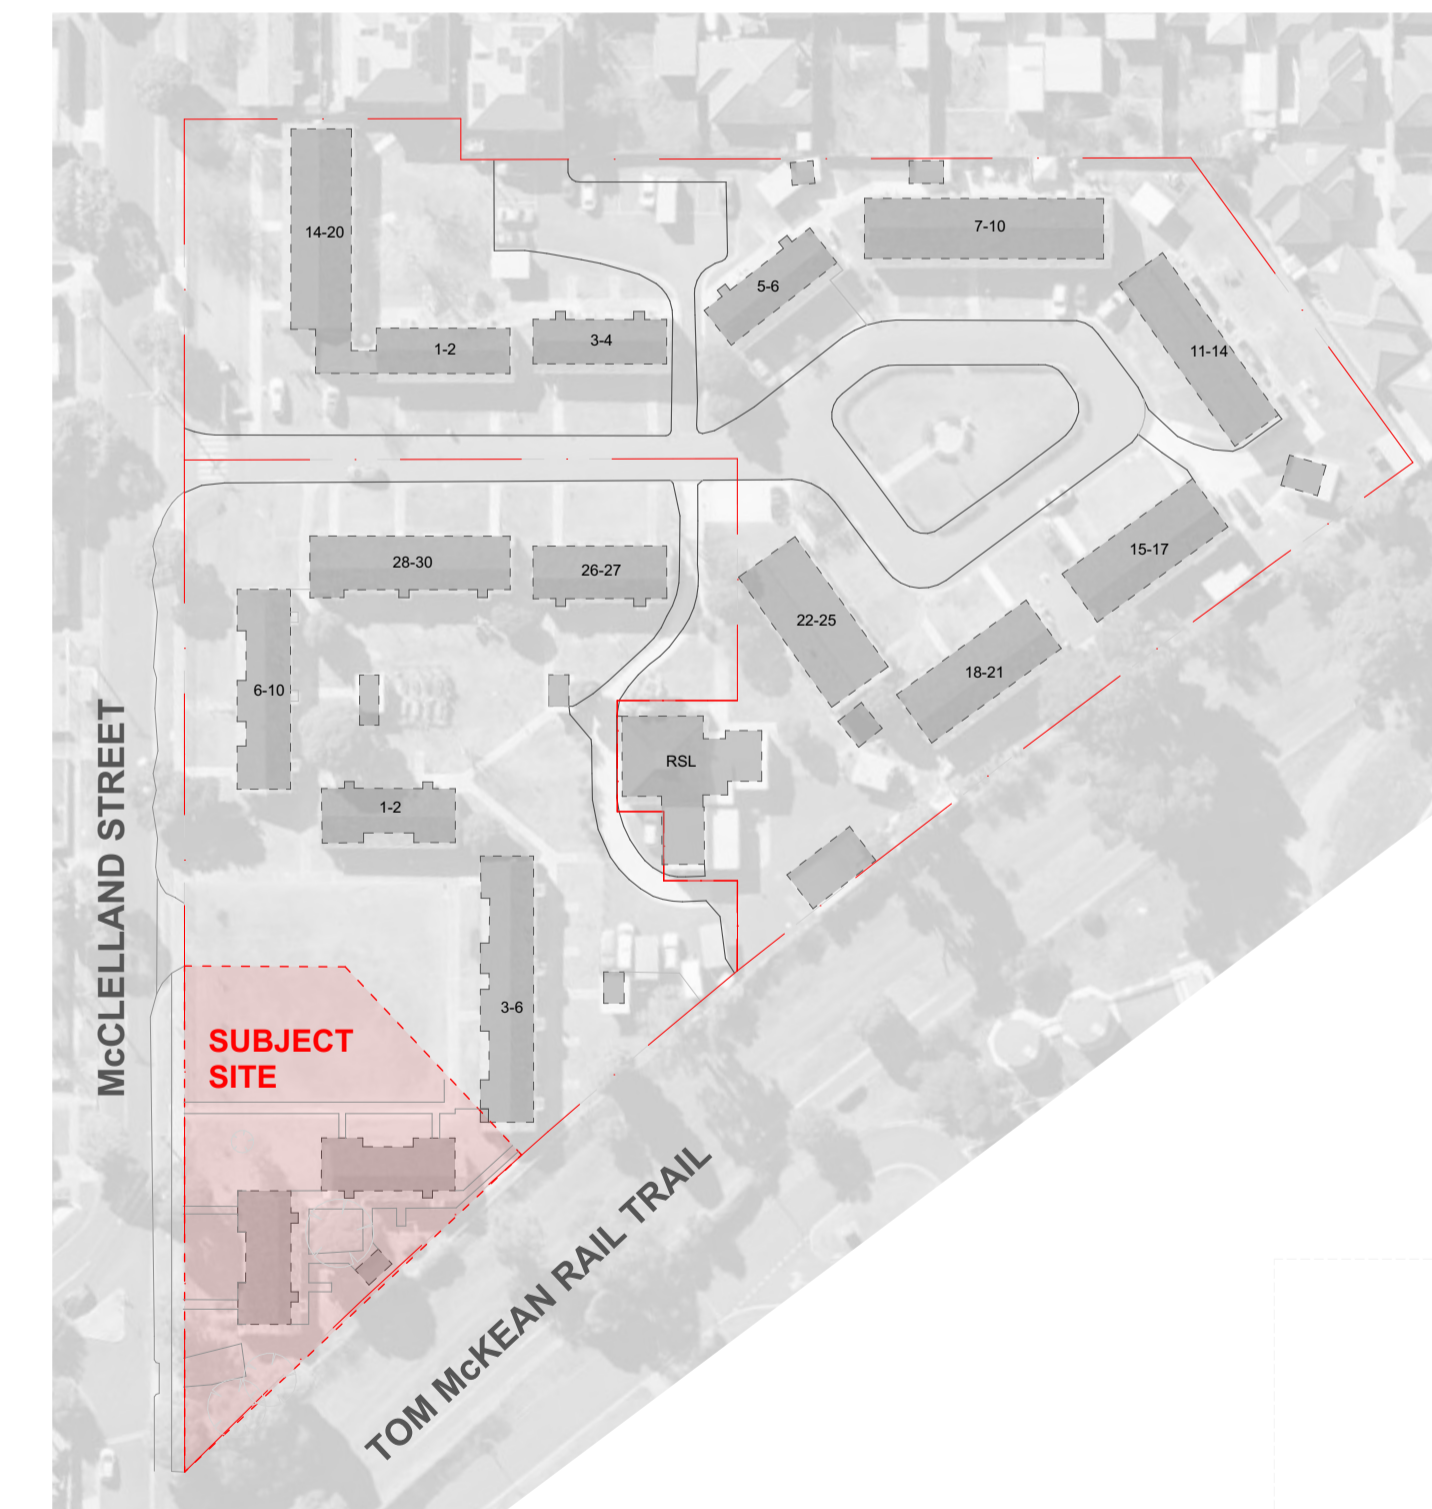 14-20
7-10
5-6
3-4
1-2
11-14
15-17
28-30
26-27
22-25
18-21
6-10
RSL
1-2
3-6
McCLELLAND STREET
SUBJECT
SITE
TOM McKEAN RAIL TRAIL